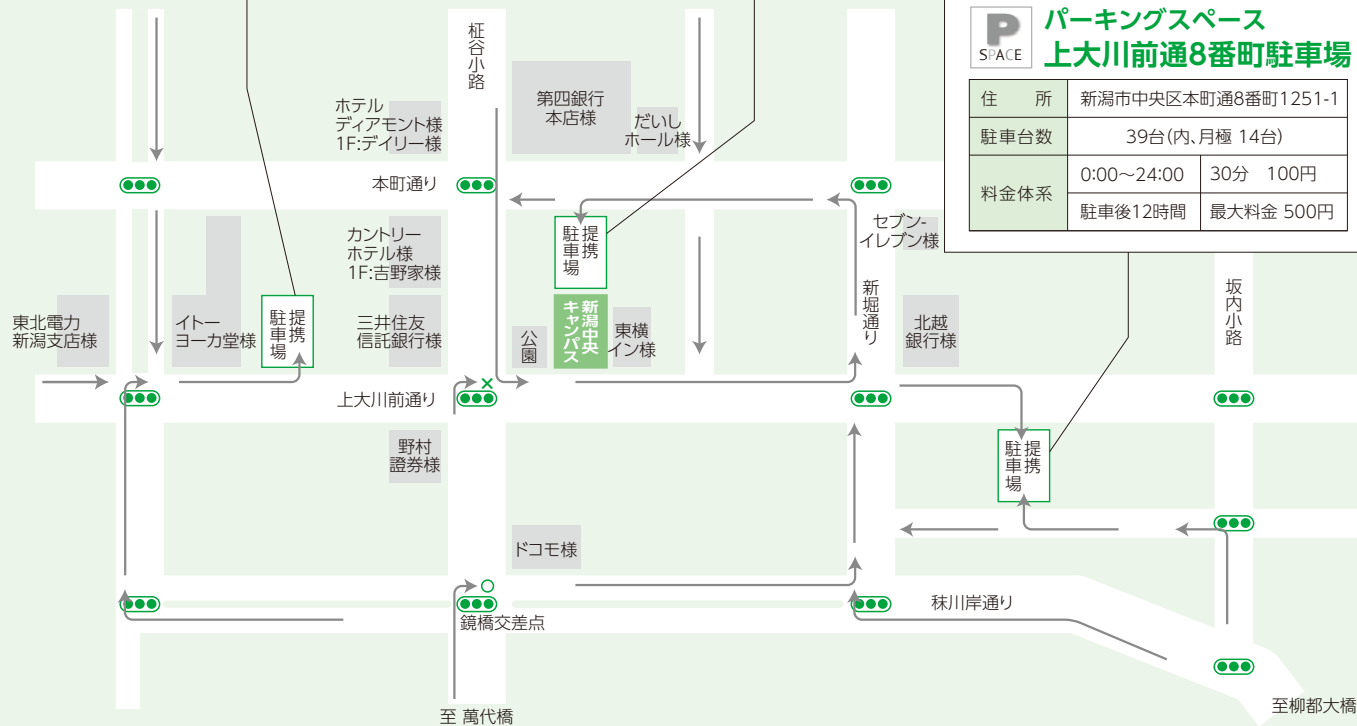 P
SPACE
パーキングスペース
上大川前通8番町駐車場
住　所
新潟市中央区本町通8番町1251-1
駐車台数
39台(内、月極 14台)
料金体系
0:00〜24:00
30分　100円
駐車後12時間
最大料金 500円
柾谷小路
ホテル
ディアモント様
1F:デイリー様
第四銀行
本店様
だいし
ホール様
本町通り
カントリー
ホテル様
1F:吉野家様
提携
駐車場
セブン-
イレブン様
東北電力
新潟支店様
イトー
ヨーカ堂様
提携
駐車場
三井住友
信託銀行様
公園
新潟中央
キャンパス
東横
イン様
新堀通り
北越
銀行様
坂内小路
上大川前通り
野村
證券様
提携
駐車場
ドコモ様
秣川岸通り
鏡橋交差点
至 萬代橋
至柳都大橋